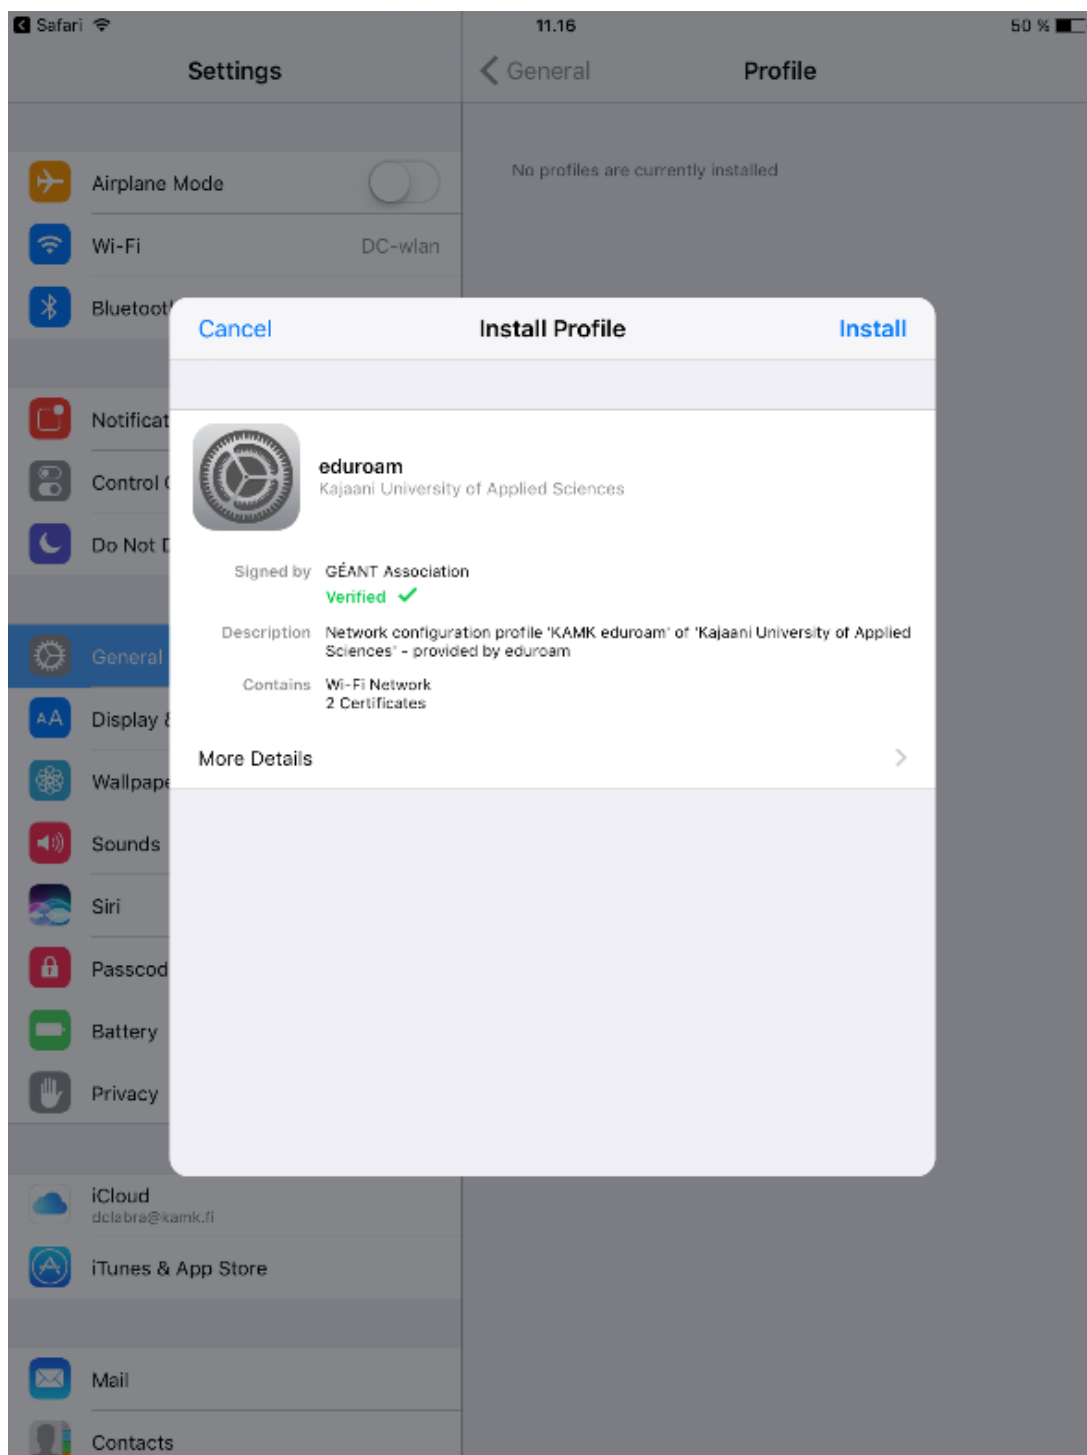 Safari
11.16
50 %
Settings
General
Profile
No profiles are currently installed
Airplane Mode
Wi-Fi
DC-wlan
Bluetoot
Cancel
Install Profile
Install
Notificat
Control
Do Not
General
Display
Wallpape
Sounds
Siri
Passcod
Battery
Privacy
eduroam
Kajaani University of Applied Sciences
Signed by GÉANT Association
Verified
Description Network configuration profile 'KAMK eduroam' of 'Kajaani University of Applied
Sciences' - provided by eduroam
Contains Wi-Fi Network
2 Certificates
More Details
iCloud
dclabra@kamk.fi
iTunes & App Store
Mail
Contacts